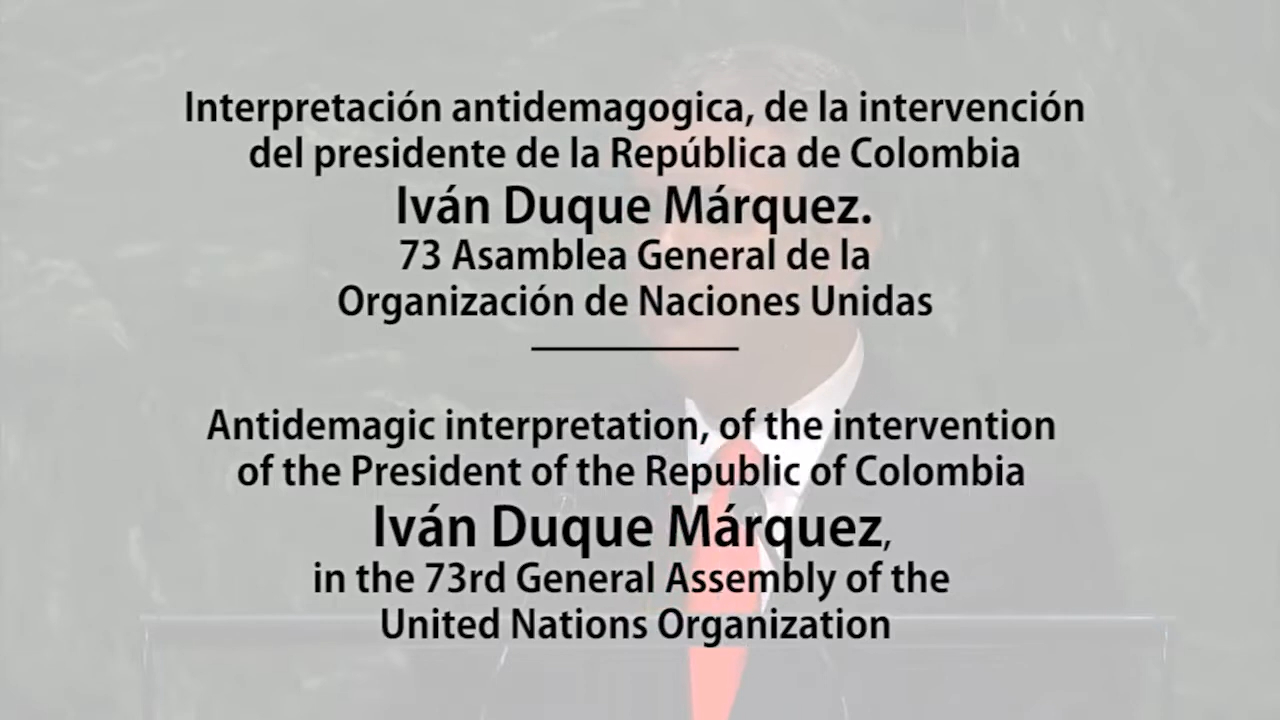 Interpretación antidemagogica, de la intervención
del presidente de la República de Colombia
Iván Duque Márquez.
73 Asamblea General de la
Organización de Naciones Unidas
Antidemagic interpretation, of the intervention
of the President of the Republic of Colombia
Iván Duque Márquez,
in the 73rd General Assembly of the
United Nations Organization